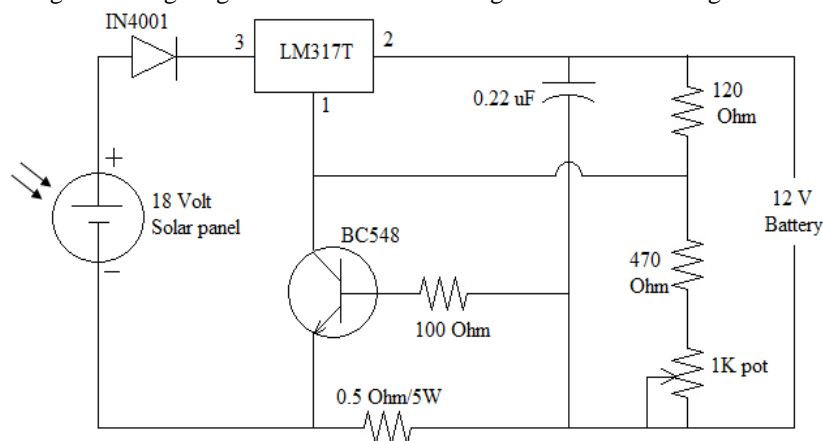 IN4001
3
LM317T
2
1
0.22 uF
120
Ohm
+
18 Volt
Solar panel
12 V
Battery
BC548
470
Ohm
100 Ohm
1K pot
0.5 Ohm/5W